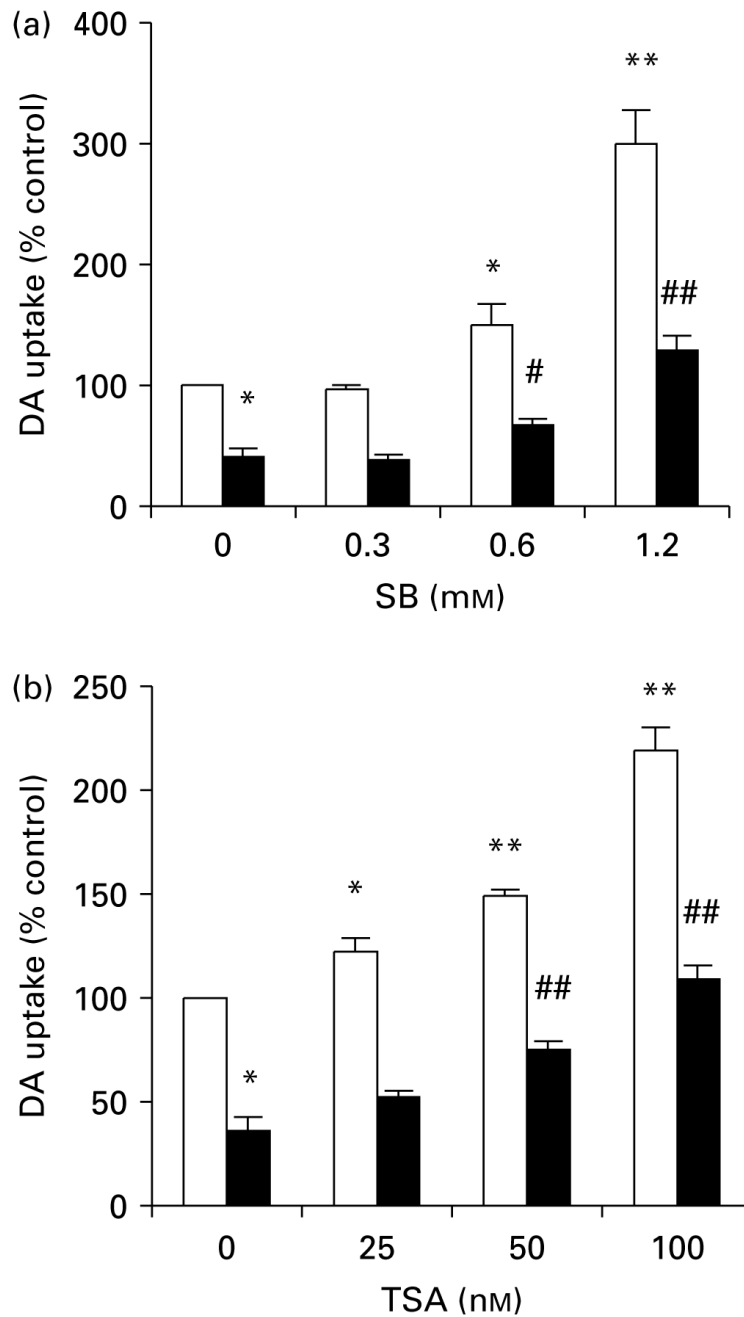 (a)
400
**
300
##
200
*
#
100
*
0
DA uptake (% control)
0 0.3 0.6 1.2
SB (mM)
(b)
250
**
200
**
*
150
##
##
100
*
50
0
DA uptake (% control)
0 25 50 100
TSA (nM)